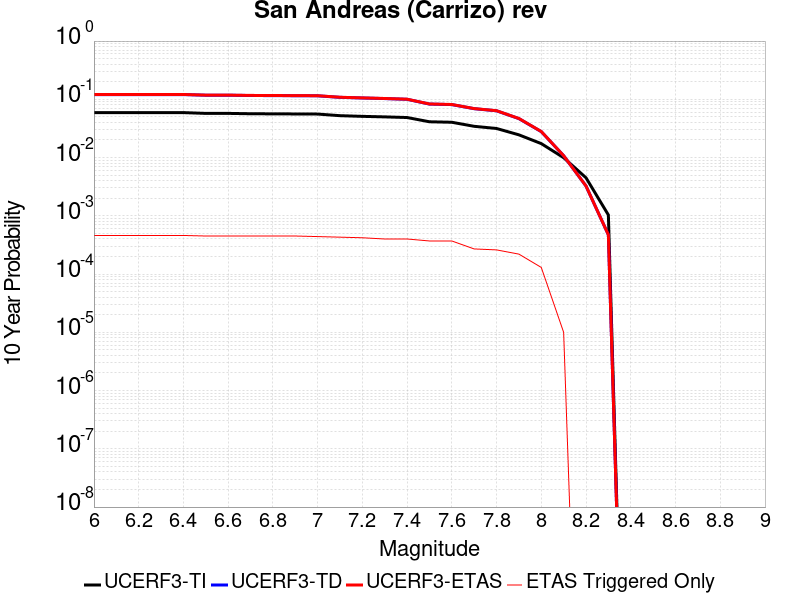 San Andreas (Carrizo) rev
10^0
10^-1
10^-2
10^-3
10^-4
10^-5
10^-6
10^-7
10^-8
10 Year Probability
6 6.2 6.4 6.6 6.8 7 7.2 7.4 7.6 7.8 8 8.2 8.4 8.6 8.8 9
Magnitude
UCERF3-TI UCERF3-TD UCERF3-ETAS ETAS Triggered Only